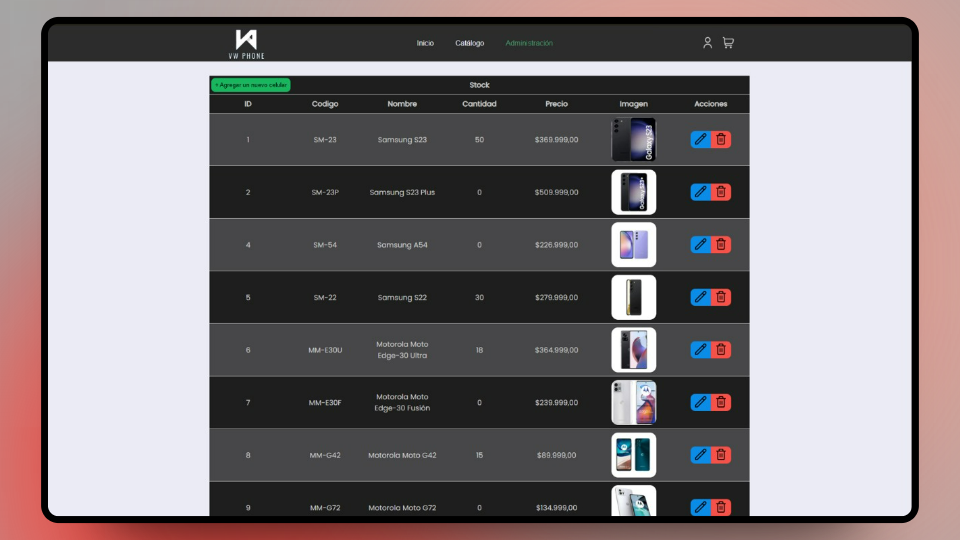 VW PHONE
Inicio Catálogo Administración
+ Agregar un nuevo celular Stock
ID Codigo Nombre Cantidad Precio Imagen Acciones
1 SM-23 Samsung S23 50 $369.999,00
Galaxy S23
2 SM-23P Samsung S23 Plus 0 $509.999,00
Galaxy S23+
4 SM-54 Samsung A54 0 $226.999,00
5 SM-22 Samsung S22 30 $279.999,00
6 MM-E30U Motorola Moto
Edge-30 Ultra 18 $364.999,00
7 MM-E30F Motorola Moto
Edge-30 Fusión 0 $239.999,00
8 MM-G42 Motorola Moto G42 15 $89.999,00
9 MM-G72 Motorola Moto G72 0 $134.999,00